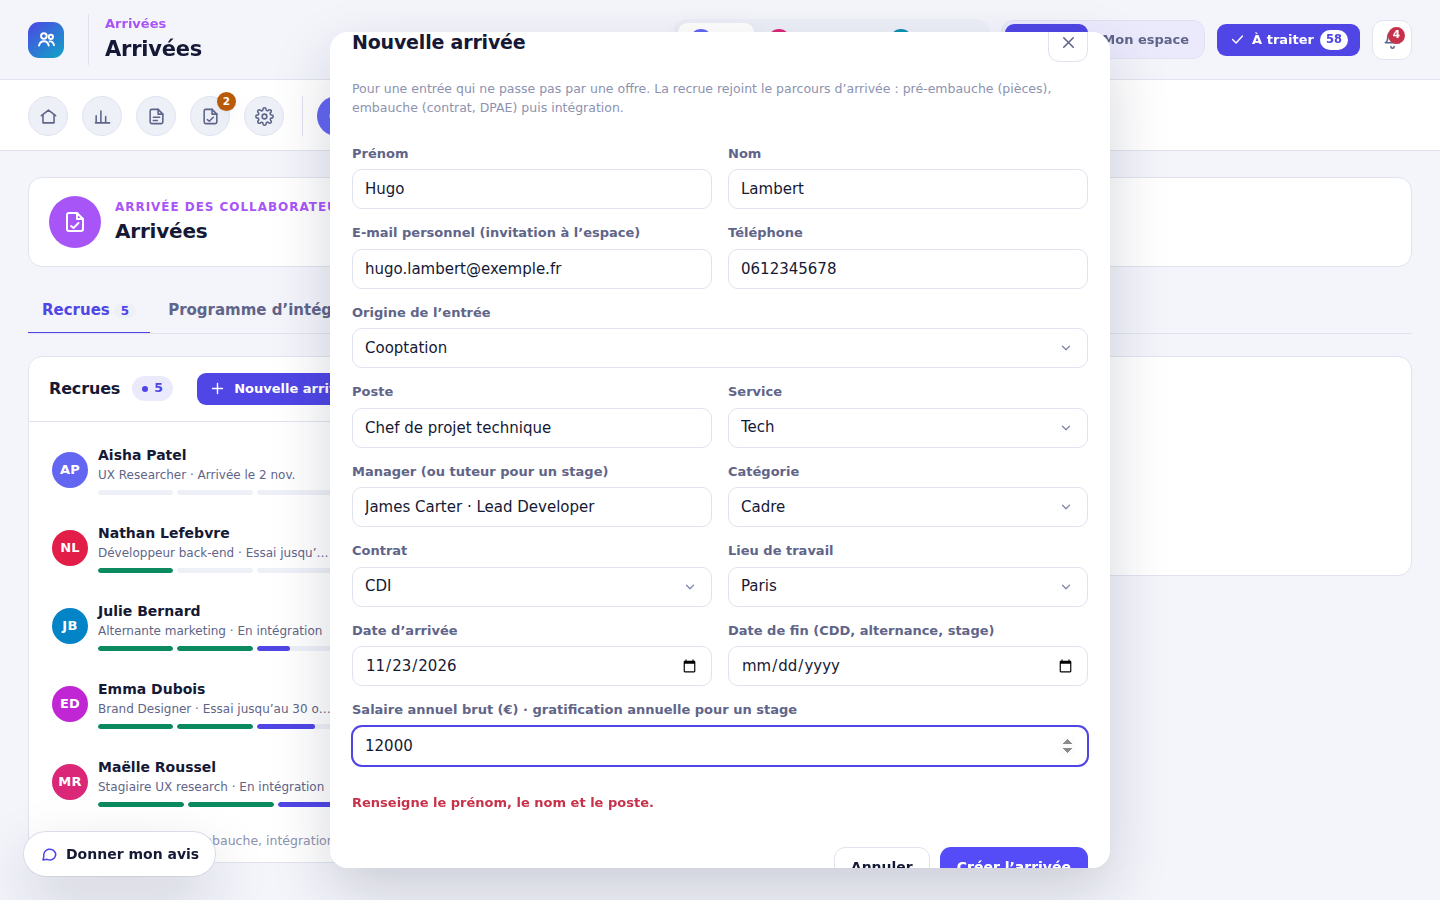 Arrivées
Arrivées
Mon espace
À traiter 58
4
2
ARRIVÉE DES COLLABORATEU
Arrivées
Recrues 5
Programme d’intég
Recrues
5
Nouvelle arri
Aisha Patel
UX Researcher · Arrivée le 2 nov.
NL
AP
Nathan Lefebvre
Développeur back-end · Essai jusqu’…
JB
Julie Bernard
Alternante marketing · En intégration
ED
Emma Dubois
Brand Designer · Essai jusqu’au 30 o…
MR
Maëlle Roussel
Stagiaire UX research · En intégration
bauche, intégration
Donner mon avis
Nouvelle arrivée
Pour une entrée qui ne passe pas par une offre. La recrue rejoint le parcours d’arrivée : pré-embauche (pièces),
embauche (contrat, DPAE) puis intégration.
Prénom
Nom
Hugo
Lambert
E-mail personnel (invitation à l’espace)
Téléphone
hugo.lambert@exemple.fr
0612345678
Origine de l’entrée
Cooptation
Poste
Service
Chef de projet technique
Tech
Manager (ou tuteur pour un stage)
Catégorie
James Carter · Lead Developer
Cadre
Contrat
Lieu de travail
CDI
Paris
Date d’arrivée
Date de fin (CDD, alternance, stage)
11/23/2026
mm/dd/yyyy
Salaire annuel brut (€) · gratification annuelle pour un stage
12000
Renseigne le prénom, le nom et le poste.
Annuler
Créer l’arrivée